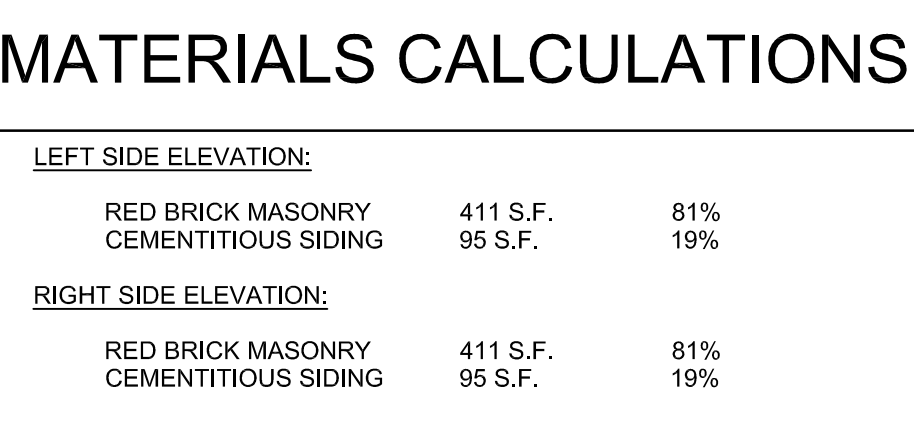 MATERIALS CALCULATIONS
LEFT SIDE ELEVATION:
RED BRICK MASONRY 411 S.F. 81%
CEMENTITIOUS SIDING 95 S.F. 19%
RIGHT SIDE ELEVATION:
RED BRICK MASONRY 411 S.F. 81%
CEMENTITIOUS SIDING 95 S.F. 19%